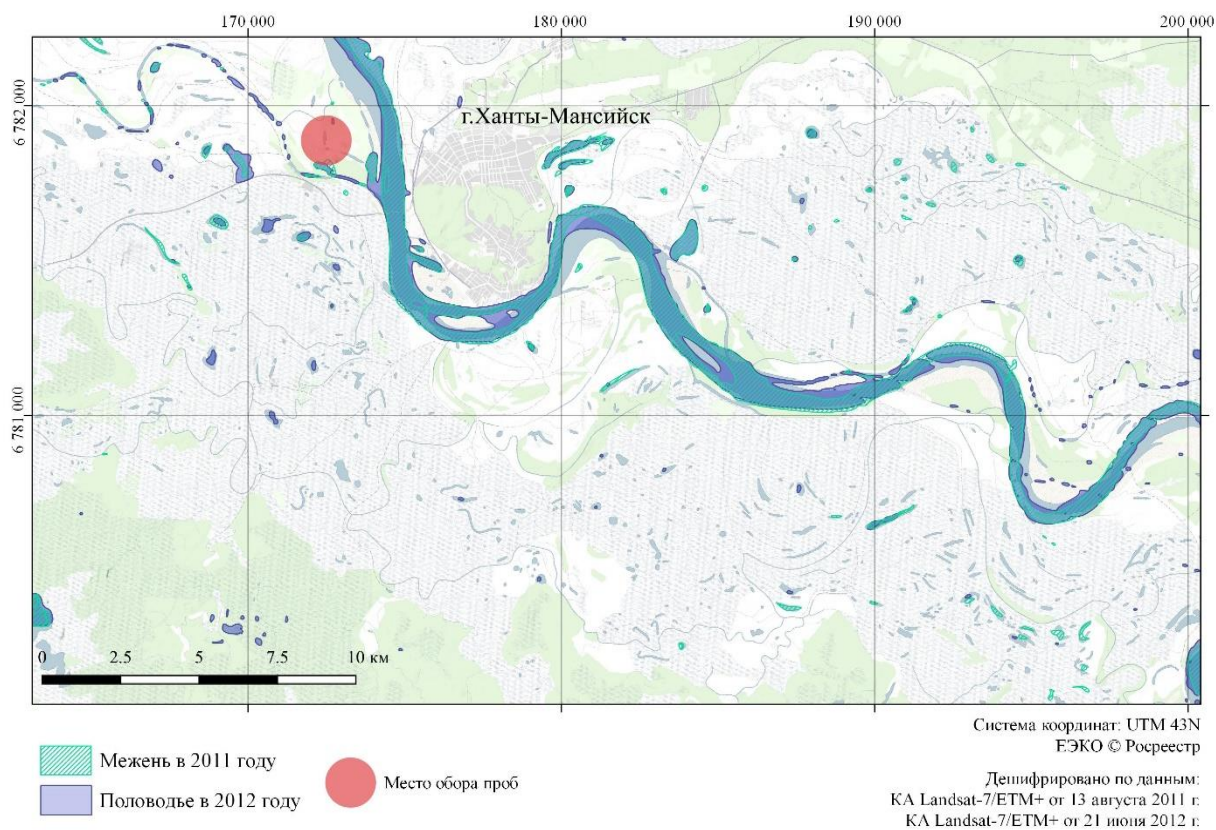 170 000
180 000
190 000
200 000
6 782 000
г.Ханты-Мансийск
6 781 000
0
2.5
5
7.5
10 км
Система координат: UTM 43N
ЕЭКО © Росреестр
Межень в 2011 году
Половодье в 2012 году
Место обора проб
Дешифрировано по данным:
КА Landsat-7/ETM+ от 13 августа 2011 г.
КА Landsat-7/ETM+ от 21 июня 2012 г.